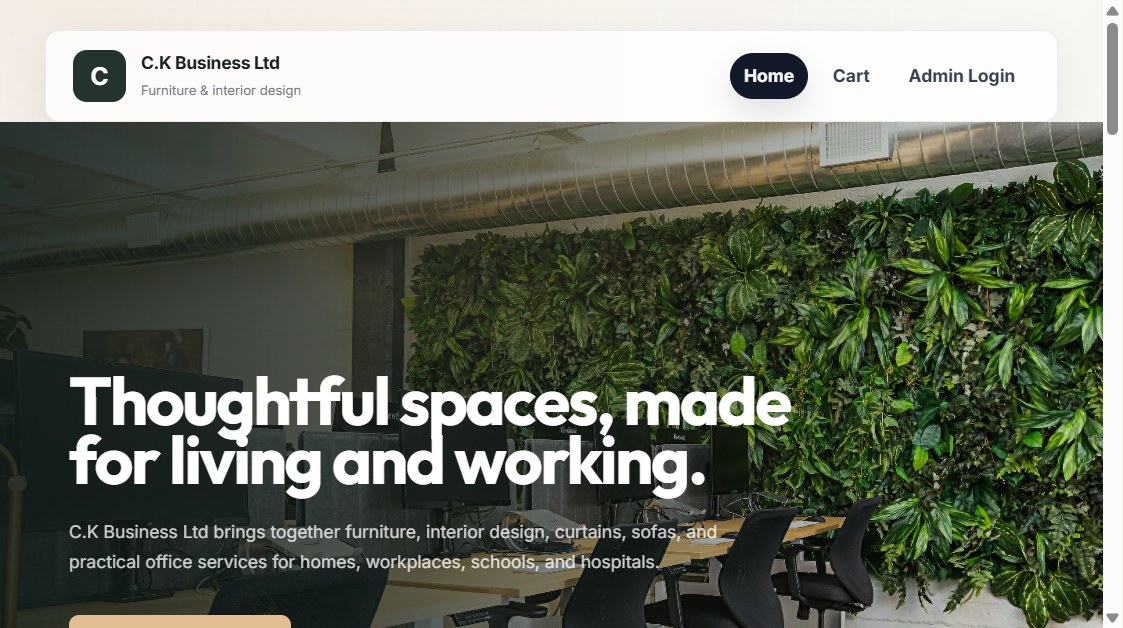 C
C.K Business Ltd
Furniture & interior design
Home
Cart
Admin Login
Thoughtful spaces, made
for living and working.
C.K Business Ltd brings together furniture, interior design, curtains, sofas, and
practical office services for homes, workplaces, schools, and hospitals.